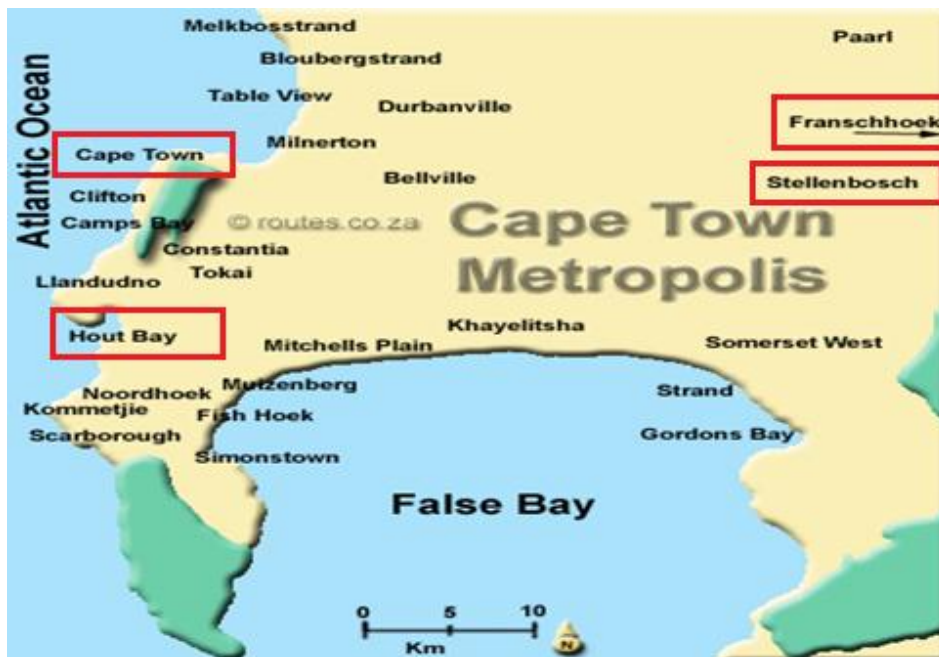 Melkbosstrand
Paarl
Bloubergstrand
Table View
Durbanville
Franschhoek
Atlantic Ocean
Milnerton
Cape Town
Bellville
Stellenbosch
Clifton
Camps Bay
© routes.co.za
Cape Town
Metropolis
Constantia
Tokai
Llandudno
Khayelitsha
Hout Bay
Mitchells Plain
Somerset West
Muizenberg
Noordhoek
Strand
Kommetjie
Fish Hoek
Scarborough
Gordons Bay
Simonstown
False Bay
0 5 10
Km
N